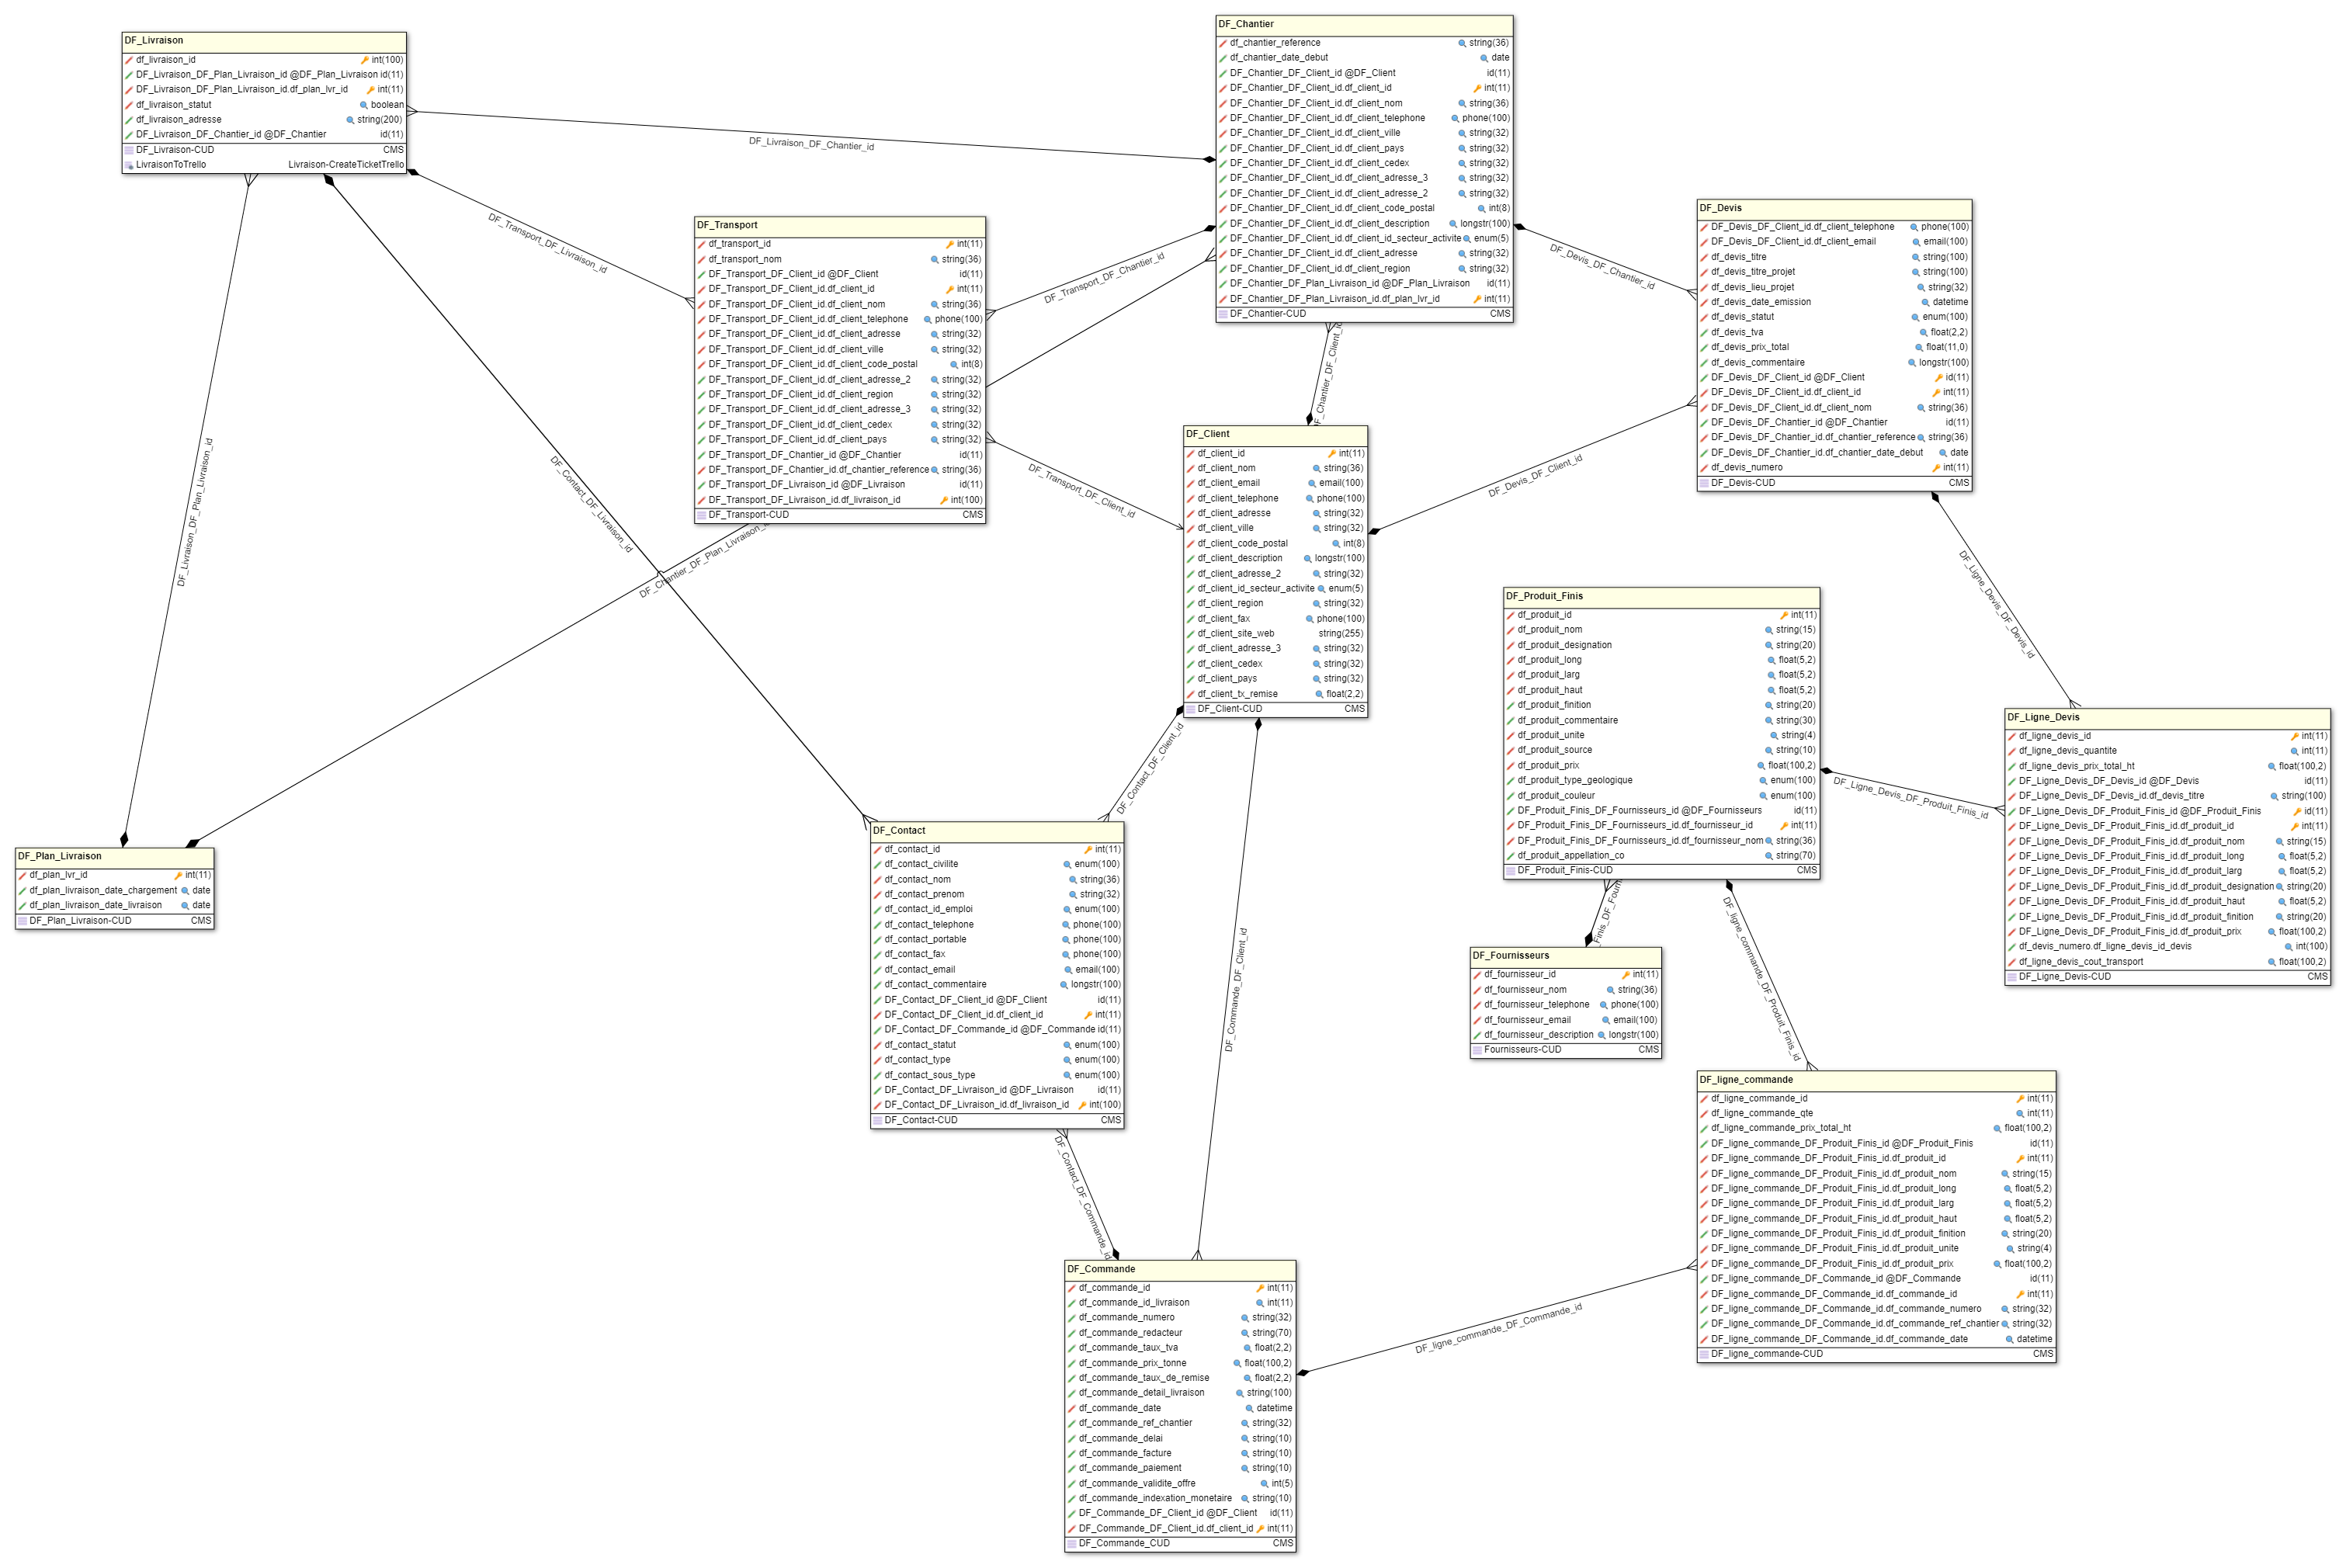 DF_Livraison
df_livraison_id int(100)
DF_Livraison_DF_Plan_Livraison_id @DF_Plan_Livraison id(11)
DF_Livraison_DF_Plan_Livraison_id.df_plan_lvr_id int(11)
df_livraison_statut boolean
df_livraison_adresse string(200)
DF_Livraison_DF_Chantier_id @DF_Chantier id(11)
DF_Livraison-CUD CMS
LivraisonToTrello Livraison-CreateTicketTrello
DF_Chantier
df_chantier_reference string(36)
df_chantier_date_debut date
DF_Chantier_DF_Client_id @DF_Client id(11)
DF_Chantier_DF_Client_id.df_client_id int(11)
DF_Chantier_DF_Client_id.df_client_nom string(36)
DF_Chantier_DF_Client_id.df_client_telephone phone(100)
DF_Chantier_DF_Client_id.df_client_ville string(32)
DF_Chantier_DF_Client_id.df_client_pays string(32)
DF_Chantier_DF_Client_id.df_client_cedex string(32)
DF_Chantier_DF_Client_id.df_client_adresse_3 string(32)
DF_Chantier_DF_Client_id.df_client_adresse_2 string(32)
DF_Chantier_DF_Client_id.df_client_code_postal int(8)
DF_Chantier_DF_Client_id.df_client_description longstr(100)
DF_Chantier_DF_Client_id.df_client_id_secteur_activite enum(5)
DF_Chantier_DF_Client_id.df_client_adresse string(32)
DF_Chantier_DF_Client_id.df_client_region string(32)
DF_Chantier_DF_Plan_Livraison_id @DF_Plan_Livraison id(11)
DF_Chantier_DF_Plan_Livraison_id.df_plan_lvr_id int(11)
DF_Chantier-CUD CMS
DF_Livraison_DF_Chantier_id
DF_Transport_DF_Livraison_id
DF_Transport
df_transport_id int(11)
df_transport_nom string(36)
DF_Transport_DF_Client_id @DF_Client id(11)
DF_Transport_DF_Client_id.df_client_id int(11)
DF_Transport_DF_Client_id.df_client_nom string(36)
DF_Transport_DF_Client_id.df_client_telephone phone(100)
DF_Transport_DF_Client_id.df_client_adresse string(32)
DF_Transport_DF_Client_id.df_client_ville string(32)
DF_Transport_DF_Client_id.df_client_code_postal int(8)
DF_Transport_DF_Client_id.df_client_adresse_2 string(32)
DF_Transport_DF_Client_id.df_client_region string(32)
DF_Transport_DF_Client_id.df_client_adresse_3 string(32)
DF_Transport_DF_Client_id.df_client_cedex string(32)
DF_Transport_DF_Client_id.df_client_pays string(32)
DF_Transport_DF_Chantier_id @DF_Chantier id(11)
DF_Transport_DF_Chantier_id.df_chantier_reference string(36)
DF_Transport_DF_Livraison_id @DF_Livraison id(11)
DF_Transport_DF_Livraison_id.df_livraison_id int(100)
DF_Transport-CUD CMS
DF_Transport_DF_Chantier_id
DF_Devis_DF_Chantier_id
DF_Devis
DF_Devis_DF_Client_id.df_client_telephone phone(100)
DF_Devis_DF_Client_id.df_client_email email(100)
df_devis_titre string(100)
df_devis_titre_projet string(100)
df_devis_lieu_projet string(32)
df_devis_date_emission datetime
df_devis_statut enum(100)
df_devis_tva float(2,2)
df_devis_prix_total float(11,0)
df_devis_commentaire longstr(100)
DF_Devis_DF_Client_id @DF_Client id(11)
DF_Devis_DF_Client_id.df_client_id int(11)
DF_Devis_DF_Client_id.df_client_nom string(36)
DF_Devis_DF_Chantier_id @DF_Chantier id(11)
DF_Devis_DF_Chantier_id.df_chantier_reference string(36)
DF_Devis_DF_Chantier_id.df_chantier_date_debut date
df_devis_numero int(11)
DF_Devis-CUD CMS
F_Chantier_DF_Client_id
DF_Client
df_client_id int(11)
df_client_nom string(36)
df_client_email email(100)
df_client_telephone phone(100)
df_client_adresse string(32)
df_client_ville string(32)
df_client_code_postal int(8)
df_client_description longstr(100)
df_client_adresse_2 string(32)
df_client_id_secteur_activite enum(5)
df_client_region string(32)
df_client_fax phone(100)
df_client_site_web string(255)
df_client_adresse_3 string(32)
df_client_cedex string(32)
df_client_pays string(32)
df_client_tx_remise float(2,2)
DF_Client-CUD CMS
DF_Transport_DF_Client_id
DF_Devis_DF_Client_id
DF_Livraison_DF_Plan_Livraison_id
DF_Contact_DF_Livraison_id
DF_Chantier_DF_Plan_Livraison_
DF_Ligne_Devis_DF_Devis_id
DF_Produit_Finis
df_produit_id int(11)
df_produit_nom string(15)
df_produit_designation string(20)
df_produit_long float(5,2)
df_produit_larg float(5,2)
df_produit_haut float(5,2)
df_produit_finition string(20)
df_produit_commentaire string(30)
df_produit_unite string(4)
df_produit_source string(10)
df_produit_prix float(100,2)
df_produit_type_geologique enum(100)
df_produit_couleur enum(100)
DF_Produit_Finis_DF_Fournisseurs_id @DF_Fournisseurs id(11)
DF_Produit_Finis_DF_Fournisseurs_id.df_fournisseur_id int(11)
DF_Produit_Finis_DF_Fournisseurs_id.df_fournisseur_nom string(36)
df_produit_appellation_co string(70)
DF_Produit_Finis-CUD CMS
DF_Ligne_Devis_DF_Produit_Finis_id
DF_Ligne_Devis
df_ligne_devis_id int(11)
df_ligne_devis_quantite int(11)
df_ligne_devis_prix_total_ht float(100,2)
DF_Ligne_Devis_DF_Devis_id @DF_Devis id(11)
DF_Ligne_Devis_DF_Devis_id.df_devis_titre string(100)
DF_Ligne_Devis_DF_Produit_Finis_id @DF_Produit_Finis id(11)
DF_Ligne_Devis_DF_Produit_Finis_id.df_produit_id int(11)
DF_Ligne_Devis_DF_Produit_Finis_id.df_produit_nom string(15)
DF_Ligne_Devis_DF_Produit_Finis_id.df_produit_long float(5,2)
DF_Ligne_Devis_DF_Produit_Finis_id.df_produit_larg float(5,2)
DF_Ligne_Devis_DF_Produit_Finis_id.df_produit_designation string(20)
DF_Ligne_Devis_DF_Produit_Finis_id.df_produit_haut float(5,2)
DF_Ligne_Devis_DF_Produit_Finis_id.df_produit_finition string(20)
DF_Ligne_Devis_DF_Produit_Finis_id.df_produit_prix float(100,2)
df_devis_numero.df_ligne_devis_id_devis int(100)
df_ligne_devis_cout_transport float(100,2)
DF_Ligne_Devis-CUD CMS
DF_Contact_DF_Client_id
DF_Plan_Livraison
df_plan_lvr_id int(11)
df_plan_livraison_date_chargement date
df_plan_livraison_date_livraison date
DF_Plan_Livraison-CUD CMS
DF_Contact
df_contact_id int(11)
df_contact_civilite enum(100)
df_contact_nom string(36)
df_contact_prenom string(32)
df_contact_id_emploi enum(100)
df_contact_telephone phone(100)
df_contact_portable phone(100)
df_contact_fax phone(100)
df_contact_email email(100)
df_contact_commentaire longstr(100)
DF_Contact_DF_Client_id @DF_Client id(11)
DF_Contact_DF_Client_id.df_client_id int(11)
DF_Contact_DF_Commande_id @DF_Commande id(11)
df_contact_statut enum(100)
df_contact_type enum(100)
df_contact_sous_type enum(100)
DF_Contact_DF_Livraison_id @DF_Livraison id(11)
DF_Contact_DF_Livraison_id.df_livraison_id int(100)
DF_Contact-CUD CMS
DF_Commande_DF_Client_id
_Finis_DF_Fourn
DF_ligne_commande_DF_Produit_Finis_id
DF_Fournisseurs
df_fournisseur_id int(11)
df_fournisseur_nom string(36)
df_fournisseur_telephone phone(100)
df_fournisseur_email email(100)
df_fournisseur_description longstr(100)
Fournisseurs-CUD CMS
DF_ligne_commande
df_ligne_commande_id int(11)
df_ligne_commande_qte int(11)
df_ligne_commande_prix_total_ht float(100,2)
DF_ligne_commande_DF_Produit_Finis_id @DF_Produit_Finis id(11)
DF_ligne_commande_DF_Produit_Finis_id.df_produit_id int(11)
DF_ligne_commande_DF_Produit_Finis_id.df_produit_nom string(15)
DF_ligne_commande_DF_Produit_Finis_id.df_produit_long float(5,2)
DF_ligne_commande_DF_Produit_Finis_id.df_produit_larg float(5,2)
DF_ligne_commande_DF_Produit_Finis_id.df_produit_haut float(5,2)
DF_ligne_commande_DF_Produit_Finis_id.df_produit_finition string(20)
DF_ligne_commande_DF_Produit_Finis_id.df_produit_unite string(4)
DF_ligne_commande_DF_Produit_Finis_id.df_produit_prix float(100,2)
DF_ligne_commande_DF_Commande_id @DF_Commande id(11)
DF_ligne_commande_DF_Commande_id.df_commande_id int(11)
DF_ligne_commande_DF_Commande_id.df_commande_numero string(32)
DF_ligne_commande_DF_Commande_id.df_commande_ref_chantier string(32)
DF_ligne_commande_DF_Commande_id.df_commande_date datetime
DF_ligne_commande-CUD CMS
DF_Contact_DF_Commande_id
DF_ligne_commande_DF_Commande_id
DF_Commande
df_commande_id int(11)
df_commande_id_livraison int(11)
df_commande_numero string(32)
df_commande_redacteur string(70)
df_commande_taux_tva float(2,2)
df_commande_prix_tonne float(100,2)
df_commande_taux_de_remise float(2,2)
df_commande_detail_livraison string(100)
df_commande_date datetime
df_commande_ref_chantier string(32)
df_commande_delai string(10)
df_commande_facture string(10)
df_commande_paiement string(10)
df_commande_validite_offre int(5)
df_commande_indexation_monetaire string(10)
DF_Commande_DF_Client_id @DF_Client id(11)
DF_Commande_DF_Client_id.df_client_id int(11)
DF_Commande_CUD CMS